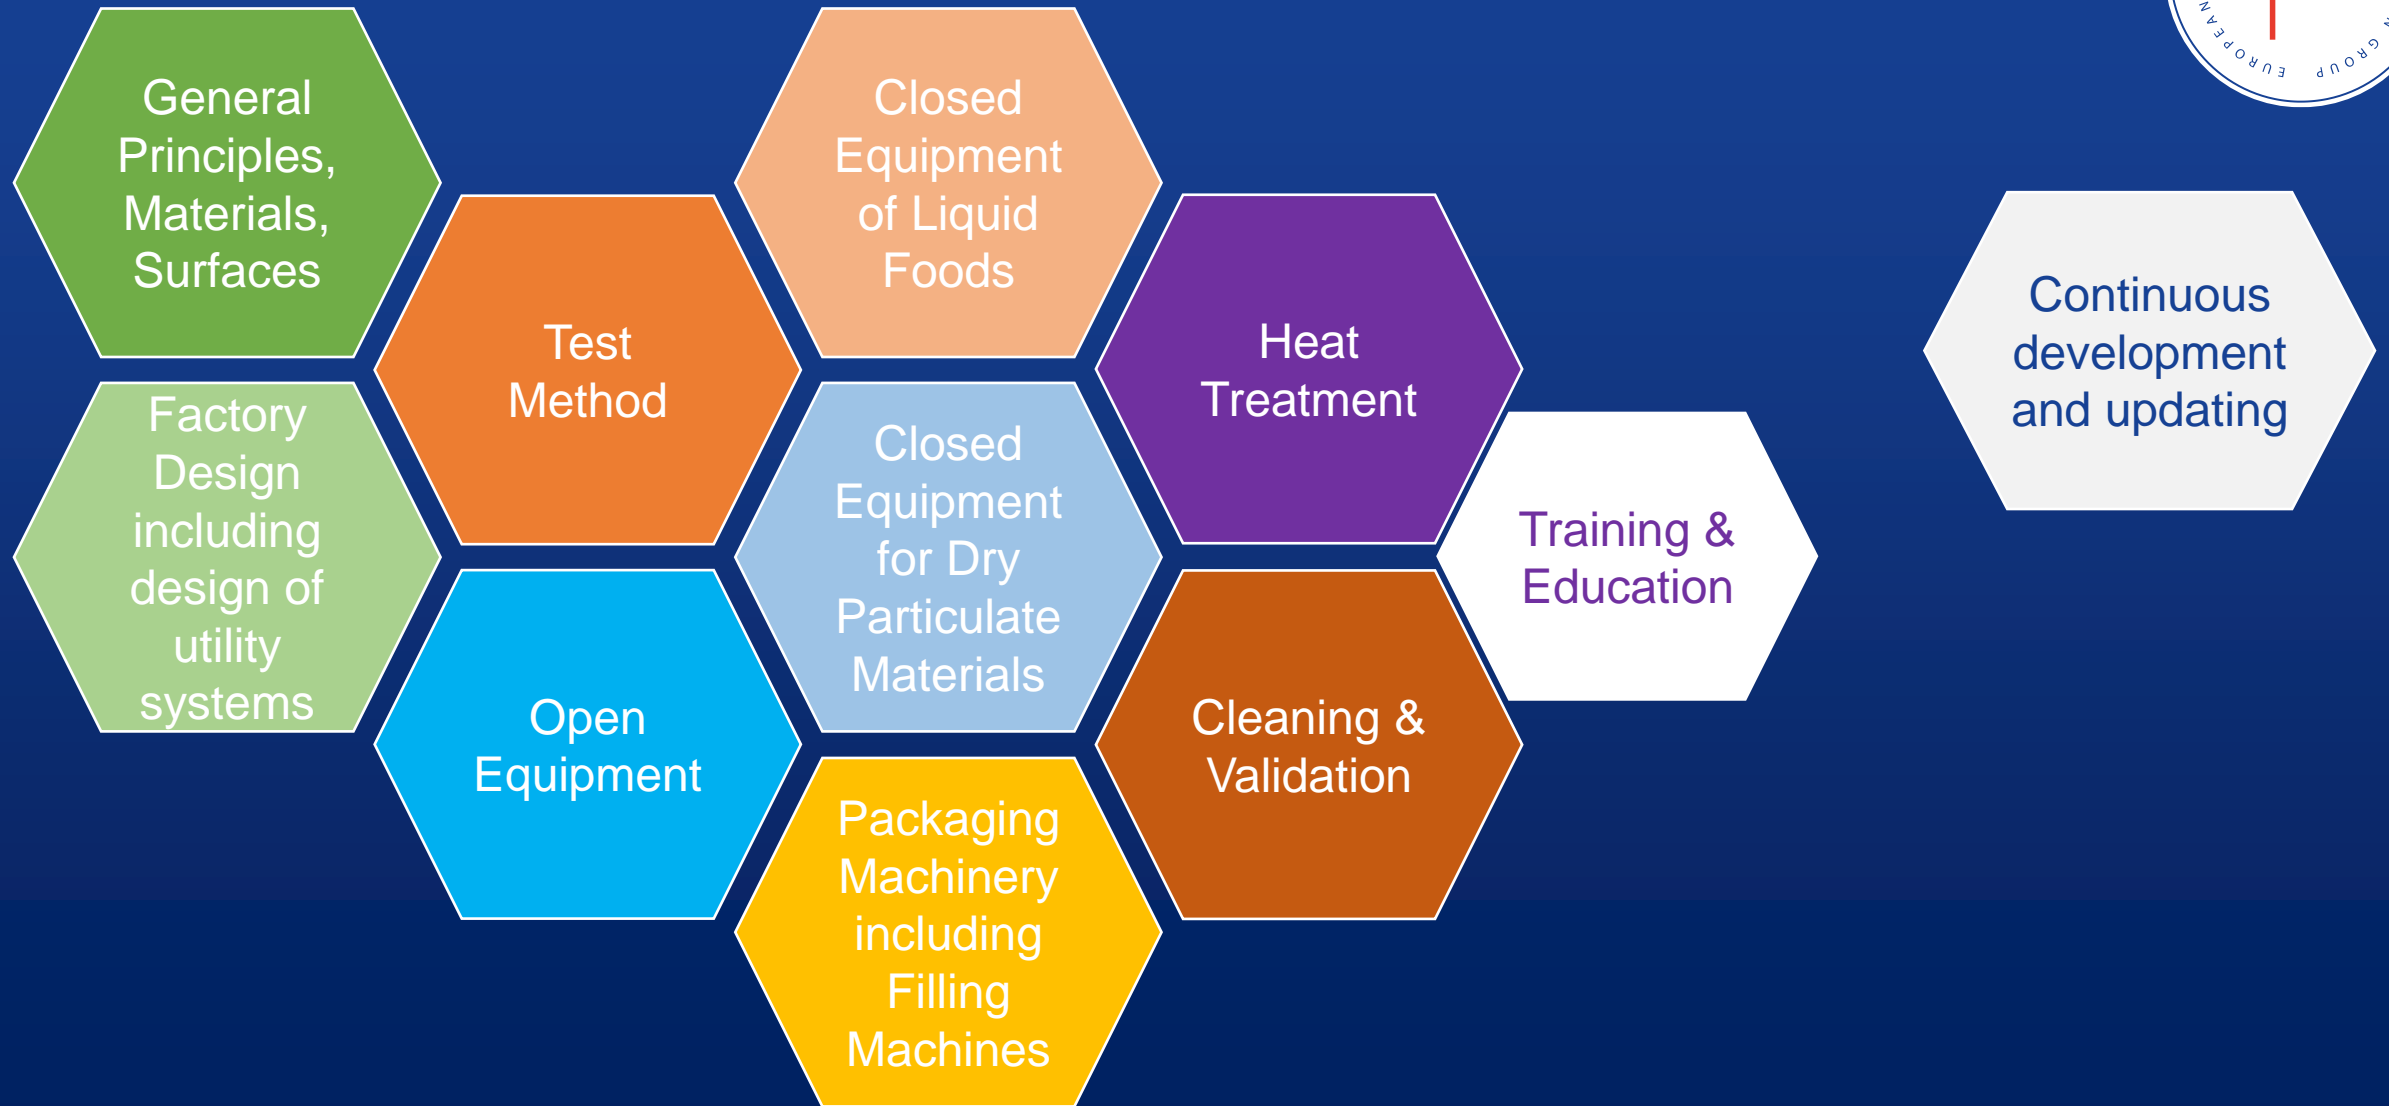 General
Principles,
Materials,
Surfaces
Factory
Design
including
design of
utility
systems
Test
Method
Open
Equipment
Closed
Equipment
of Liquid
Foods
Closed
Equipment
for Dry
Particulate
Materials
Packaging
Machinery
including
Filling
Machines
Heat
Treatment
Cleaning &
Validation
Training &
Education
Continuous
development
and updating
EUROPEAN
GROUP